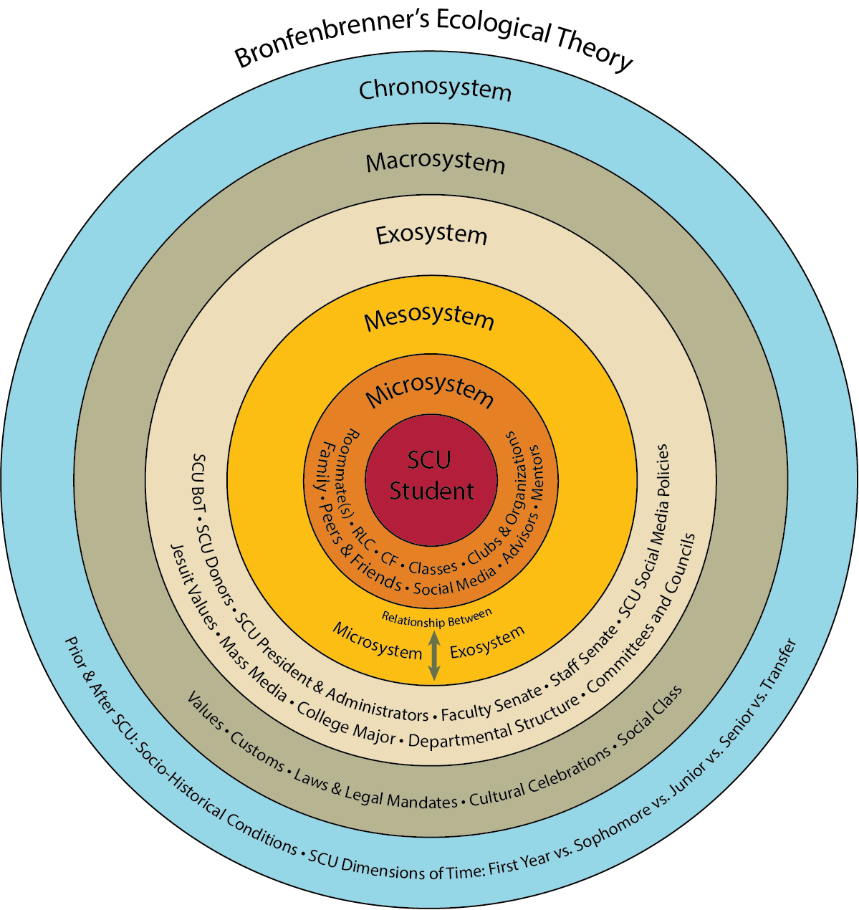 Bronfenbrenner's Ecological Theory
Chronosystem
Macrosystem
Exosystem
Mesosystem
Microsystem
SCU
Student
Roommate(s) • RLC • CF • Classes • Clubs & Organizations
Family • Peers & Friends • Social Media • Advisors • Mentors
Relationship Between
Microsystem
Exosystem
SCU BoT • SCU Donors • SCU President & Administrators • Faculty Senate • Staff Senate • SCU Social Media Policies
Jesuit Values • Mass Media • College Major • Departmental Structure • Committees and Councils
Values • Customs • Laws & Legal Mandates • Cultural Celebrations • Social Class
Prior & After SCU: Socio-Historical Conditions • SCU Dimensions of Time: First Year vs. Sophomore vs. Junior vs. Senior vs. Transfer